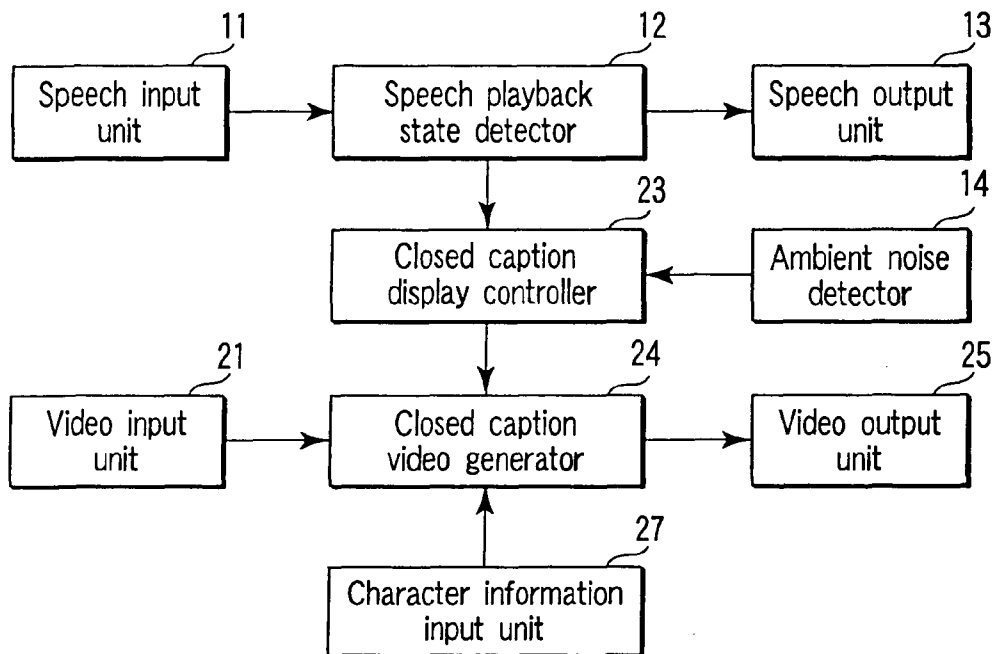 11
Speech input
unit
12
Speech playback
state detector
13
Speech output
unit
23
Closed caption
display controller
14
Ambient noise
detector
21
Video input
unit
24
Closed caption
video generator
25
Video output
unit
27
Character information
input unit